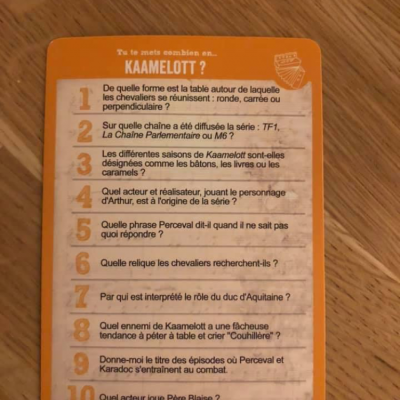 Tu te mets combien en...
KAAMELOTT ?
1 De quelle forme est la table autour de laquelle
les chevaliers se réunissent : ronde, carrée ou
perpendiculaire ?
2 Sur quelle chaîne a été diffusée la série : TF1,
La Chaîne Parlementaire ou M6 ?
3 Les différentes saisons de Kaamelott sont-elles
désignées comme les bâtons, les livres ou les
caramels ?
4 Quel acteur et réalisateur, jouant le personnage
d'Arthur, est à l'origine de la série ?
5 Quelle phrase Perceval dit-il quand il ne sait pas
quoi répondre ?
6 Quelle relique les chevaliers recherchent-ils ?
7 Par qui est interprété le rôle du duc d'Aquitaine ?
8 Quel ennemi de Kaamelott a une fâcheuse
tendance à péter à table et crier "Couhillère" ?
9 Donne-moi le titre des épisodes où Perceval et
Karadoc s'entraînent au combat.
10 Quel acteur joue Père Blaise ?